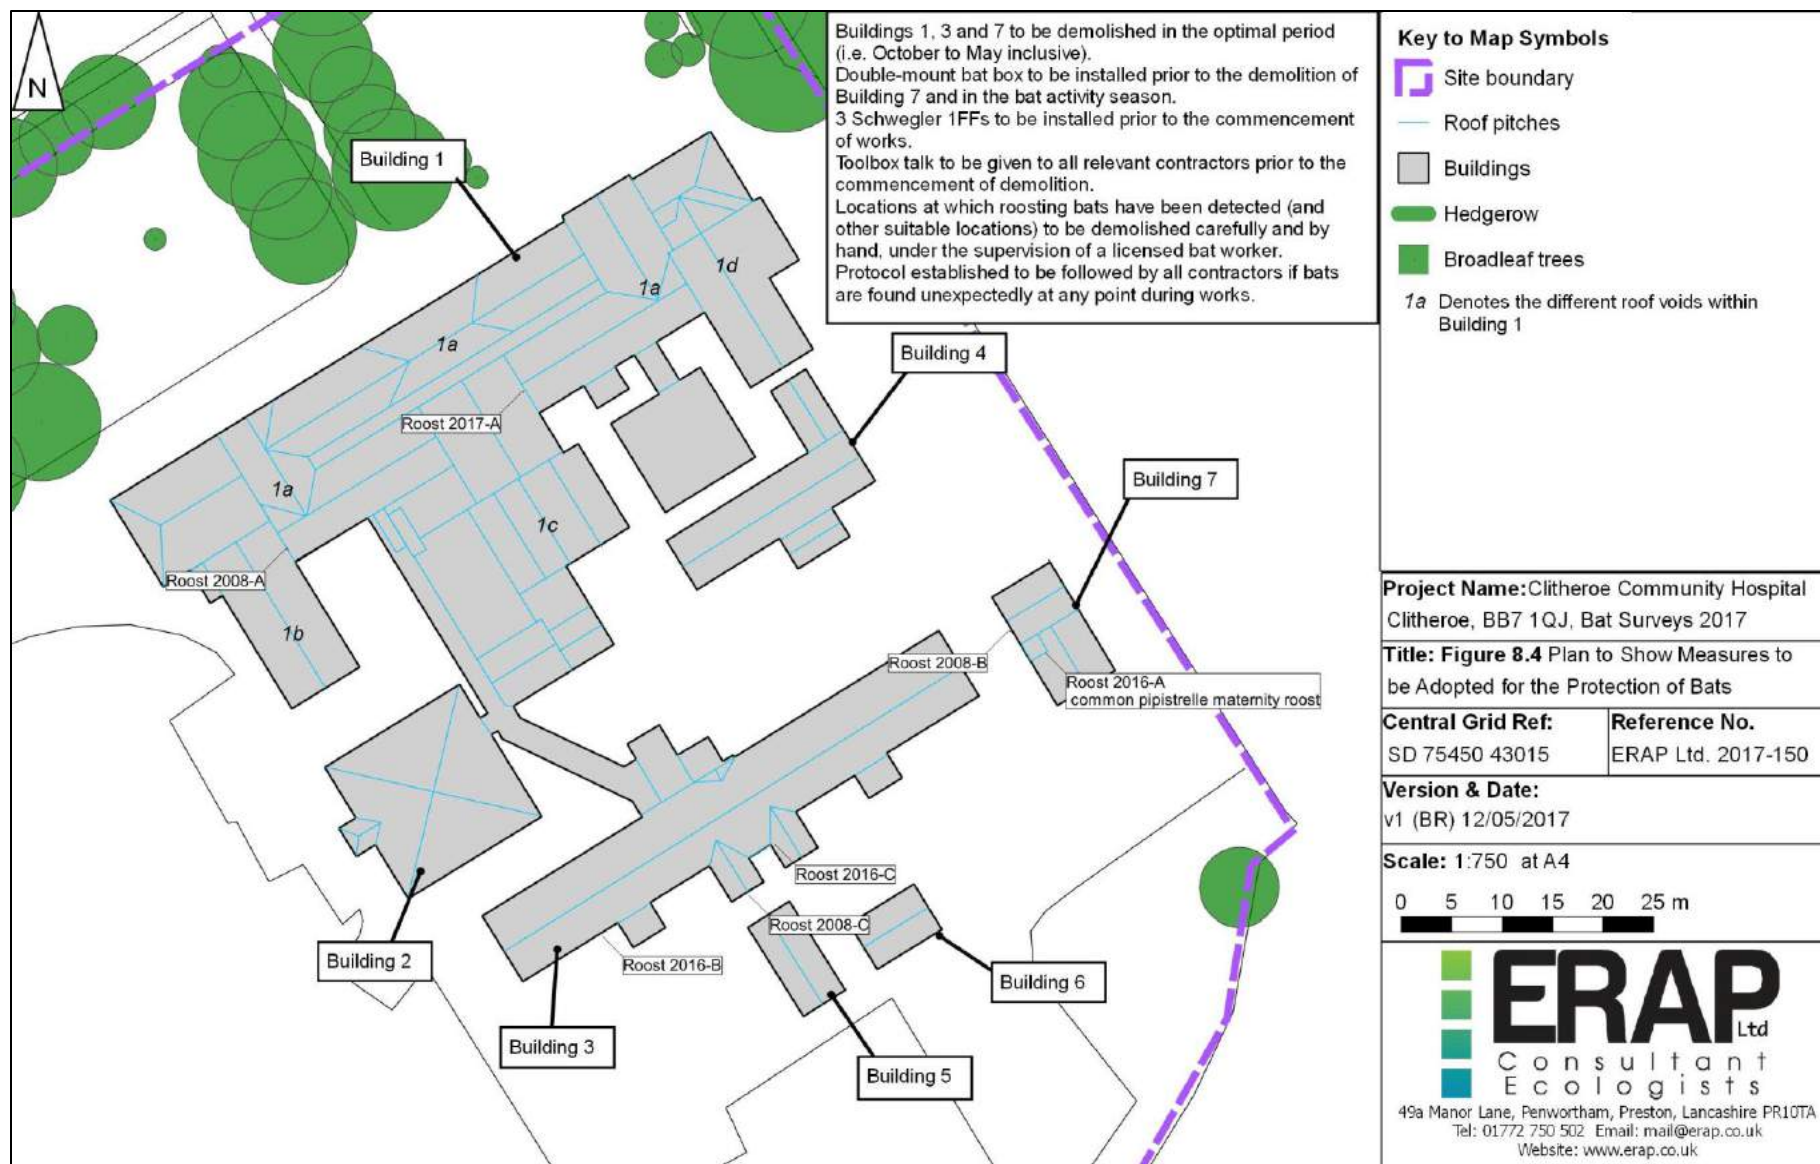 N
Buildings 1, 3 and 7 to be demolished in the optimal period
(i.e. October to May inclusive).
Double-mount bat box to be installed prior to the demolition of
Building 7 and in the bat activity season.
3 Schwegler 1FFs to be installed prior to the commencement
of works.
Toolbox talk to be given to all relevant contractors prior to the
commencement of demolition.
Locations at which roosting bats have been detected (and
other suitable locations) to be demolished carefully and by
hand, under the supervision of a licensed bat worker.
Protocol established to be followed by all contractors if bats
are found unexpectedly at any point during works.
Building 1
1d
1a
1a
Building 4
Roost 2017-A
1a
Building 7
1c
Roost 2008-A
1b
Roost 2008-B
Roost 2016-A
common pipistrelle maternity roost
Roost 2016-C
Roost 2008-C
Building 2
Roost 2016-B
Building 6
Building 3
Building 5
Key to Map Symbols
Site boundary
Roof pitches
Buildings
Hedgerow
Broadleaf trees
1a Denotes the different roof voids within
Building 1
Project Name:Clitheroe Community Hospital
Clitheroe, BB7 1QJ, Bat Surveys 2017
Title: Figure 8.4 Plan to Show Measures to
be Adopted for the Protection of Bats
Central Grid Ref:
SD 75450 43015
Reference No.
ERAP Ltd. 2017-150
Version & Date:
v1 (BR) 12/05/2017
Scale: 1:750 at A4
0 5 10 15 20 25 m
ERAP Ltd
Consultant
Ecologists
49a Manor Lane, Penwortham, Preston, Lancashire PR10TA
Tel: 01772 750 502 Email: mail@erap.co.uk
Website: www.erap.co.uk